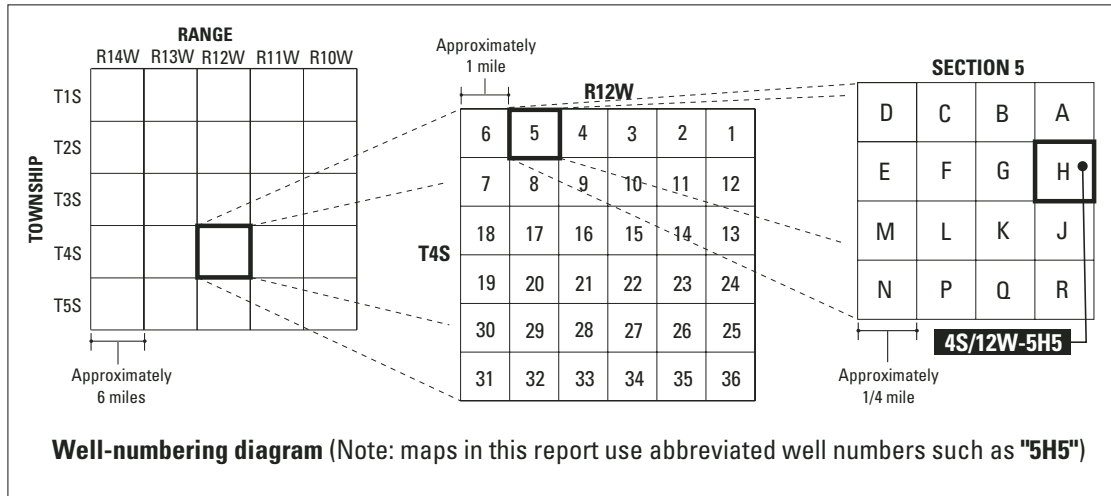 RANGE
R14W R13W R12W R11W R10W
TOWNSHIP
T1S
T2S
T3S
T4S
T5S
Approximately
6 miles
Approximately
1 mile
R12W
T4S
6 5 4 3 2 1
7 8 9 10 11 12
18 17 16 15 14 13
19 20 21 22 23 24
30 29 28 27 26 25
31 32 33 34 35 36
SECTION 5
D C B A
E F G H
M L K J
N P Q R
4S/12W-5H5
Approximately
1/4 mile
Well-numbering diagram (Note: maps in this report use abbreviated well numbers such as "5H5")